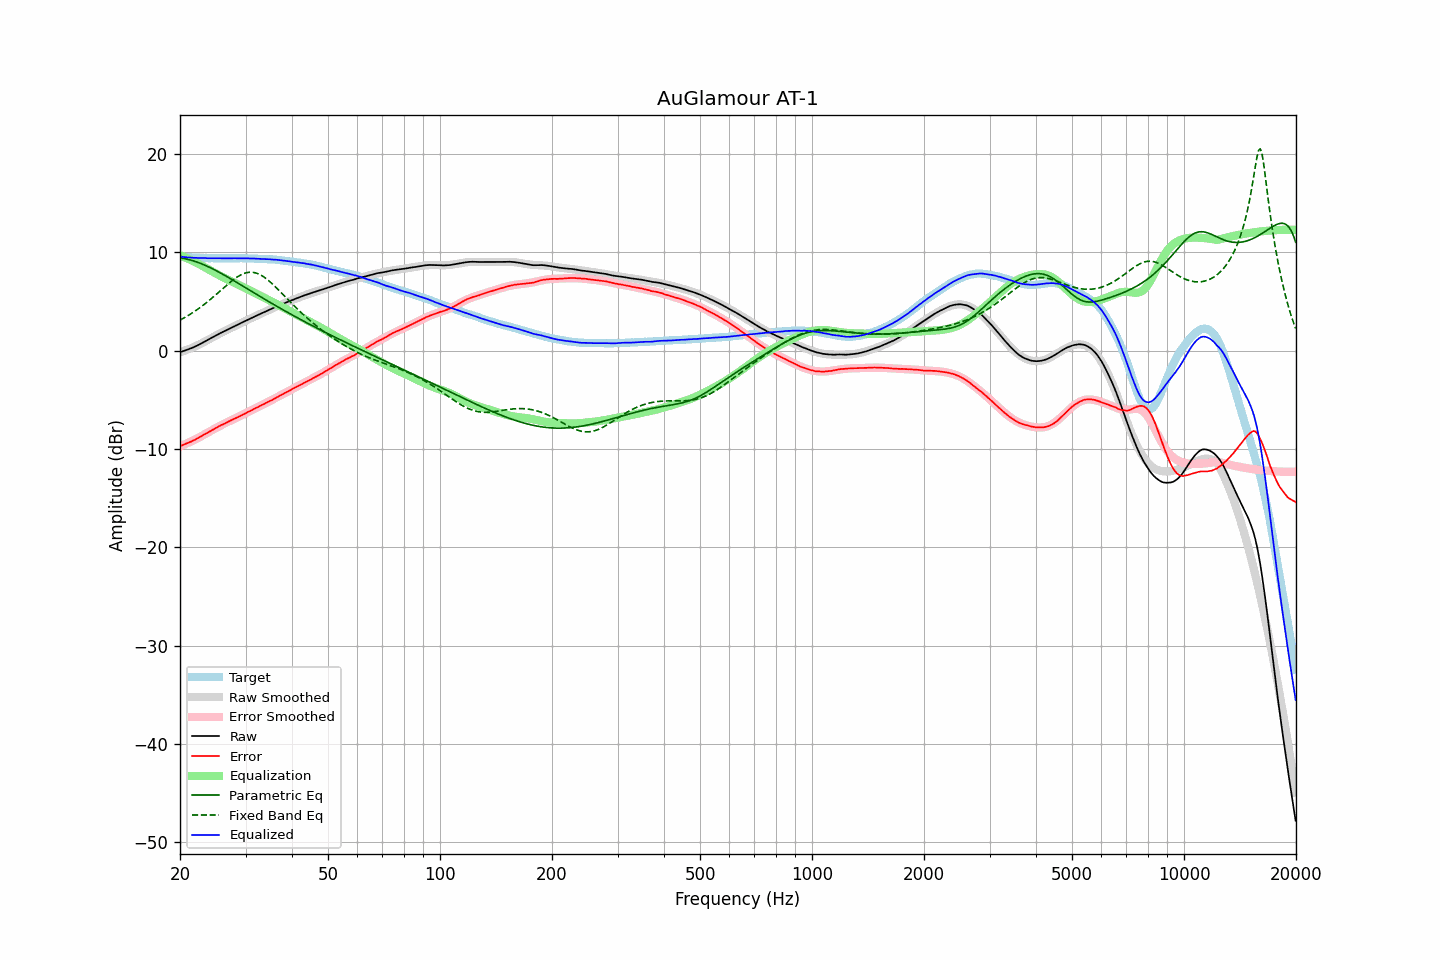 AuGlamour AT-1
20
10
0
−10
−20
−30
−40
−50
Amplitude (dBr)
Target
Raw Smoothed
Error Smoothed
Raw
Error
Equalization
Parametric Eq
Fixed Band Eq
Equalized
20 50 100 200 500 1000 2000 5000 10000 20000
Frequency (Hz)